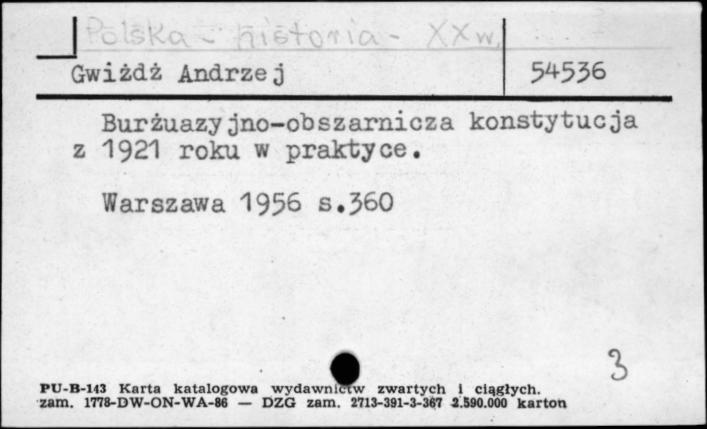 Polska - historia - XX w.
Gwiżdż Andrzej 54536
Burżuazyjno-obszarnicza konstytucja
z 1921 roku w praktyce.
Warszawa 1956 s.360
3
PU-B-143 Karta katalogowa wydawnictw zwartych i ciągłych.
zam. 1778-DW-ON-WA-86 — DZG zam. 2713-391-3-367 2.590.000 karton